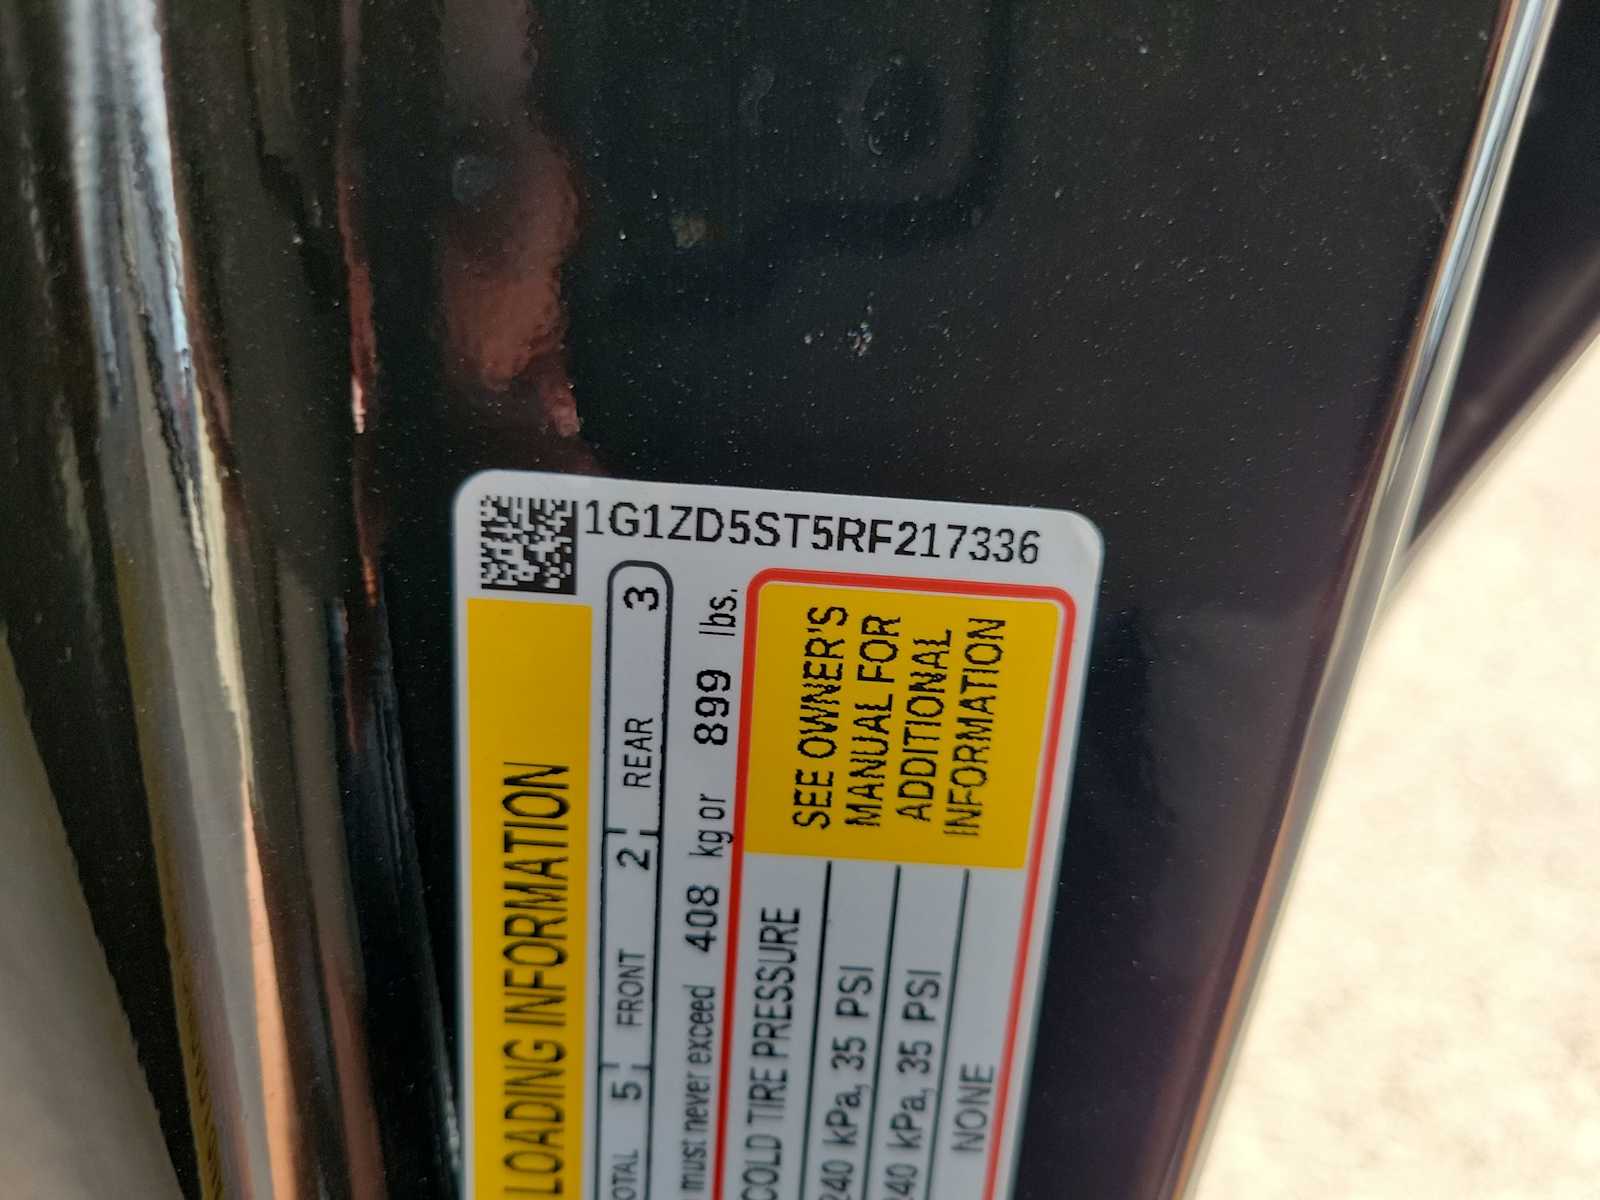 1G1ZD5ST5RF217336
LOADING INFORMATION
5 FRONT 2 REAR 3
must never exceed 408 kg or 899 lbs.
COLD TIRE PRESSURE
240 kPa, 35 PSI
240 kPa, 35 PSI
NONE
SEE OWNER'S
MANUAL FOR
ADDITIONAL
INFORMATION